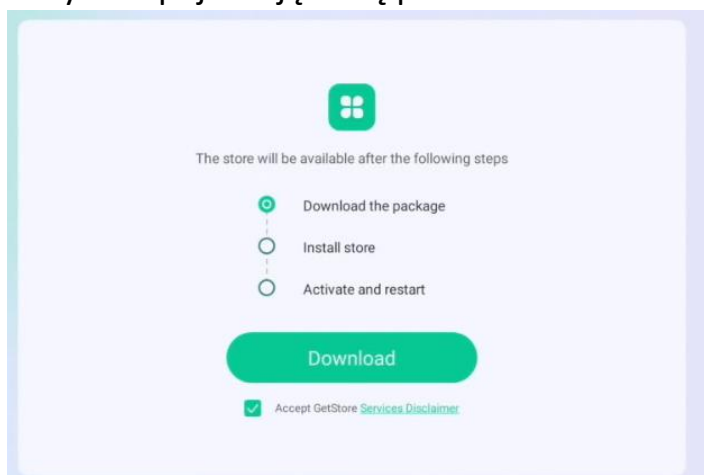 The store will be available after the following steps
Download the package
Install store
Activate and restart
Download
Accept GetStore Services Disclaimer